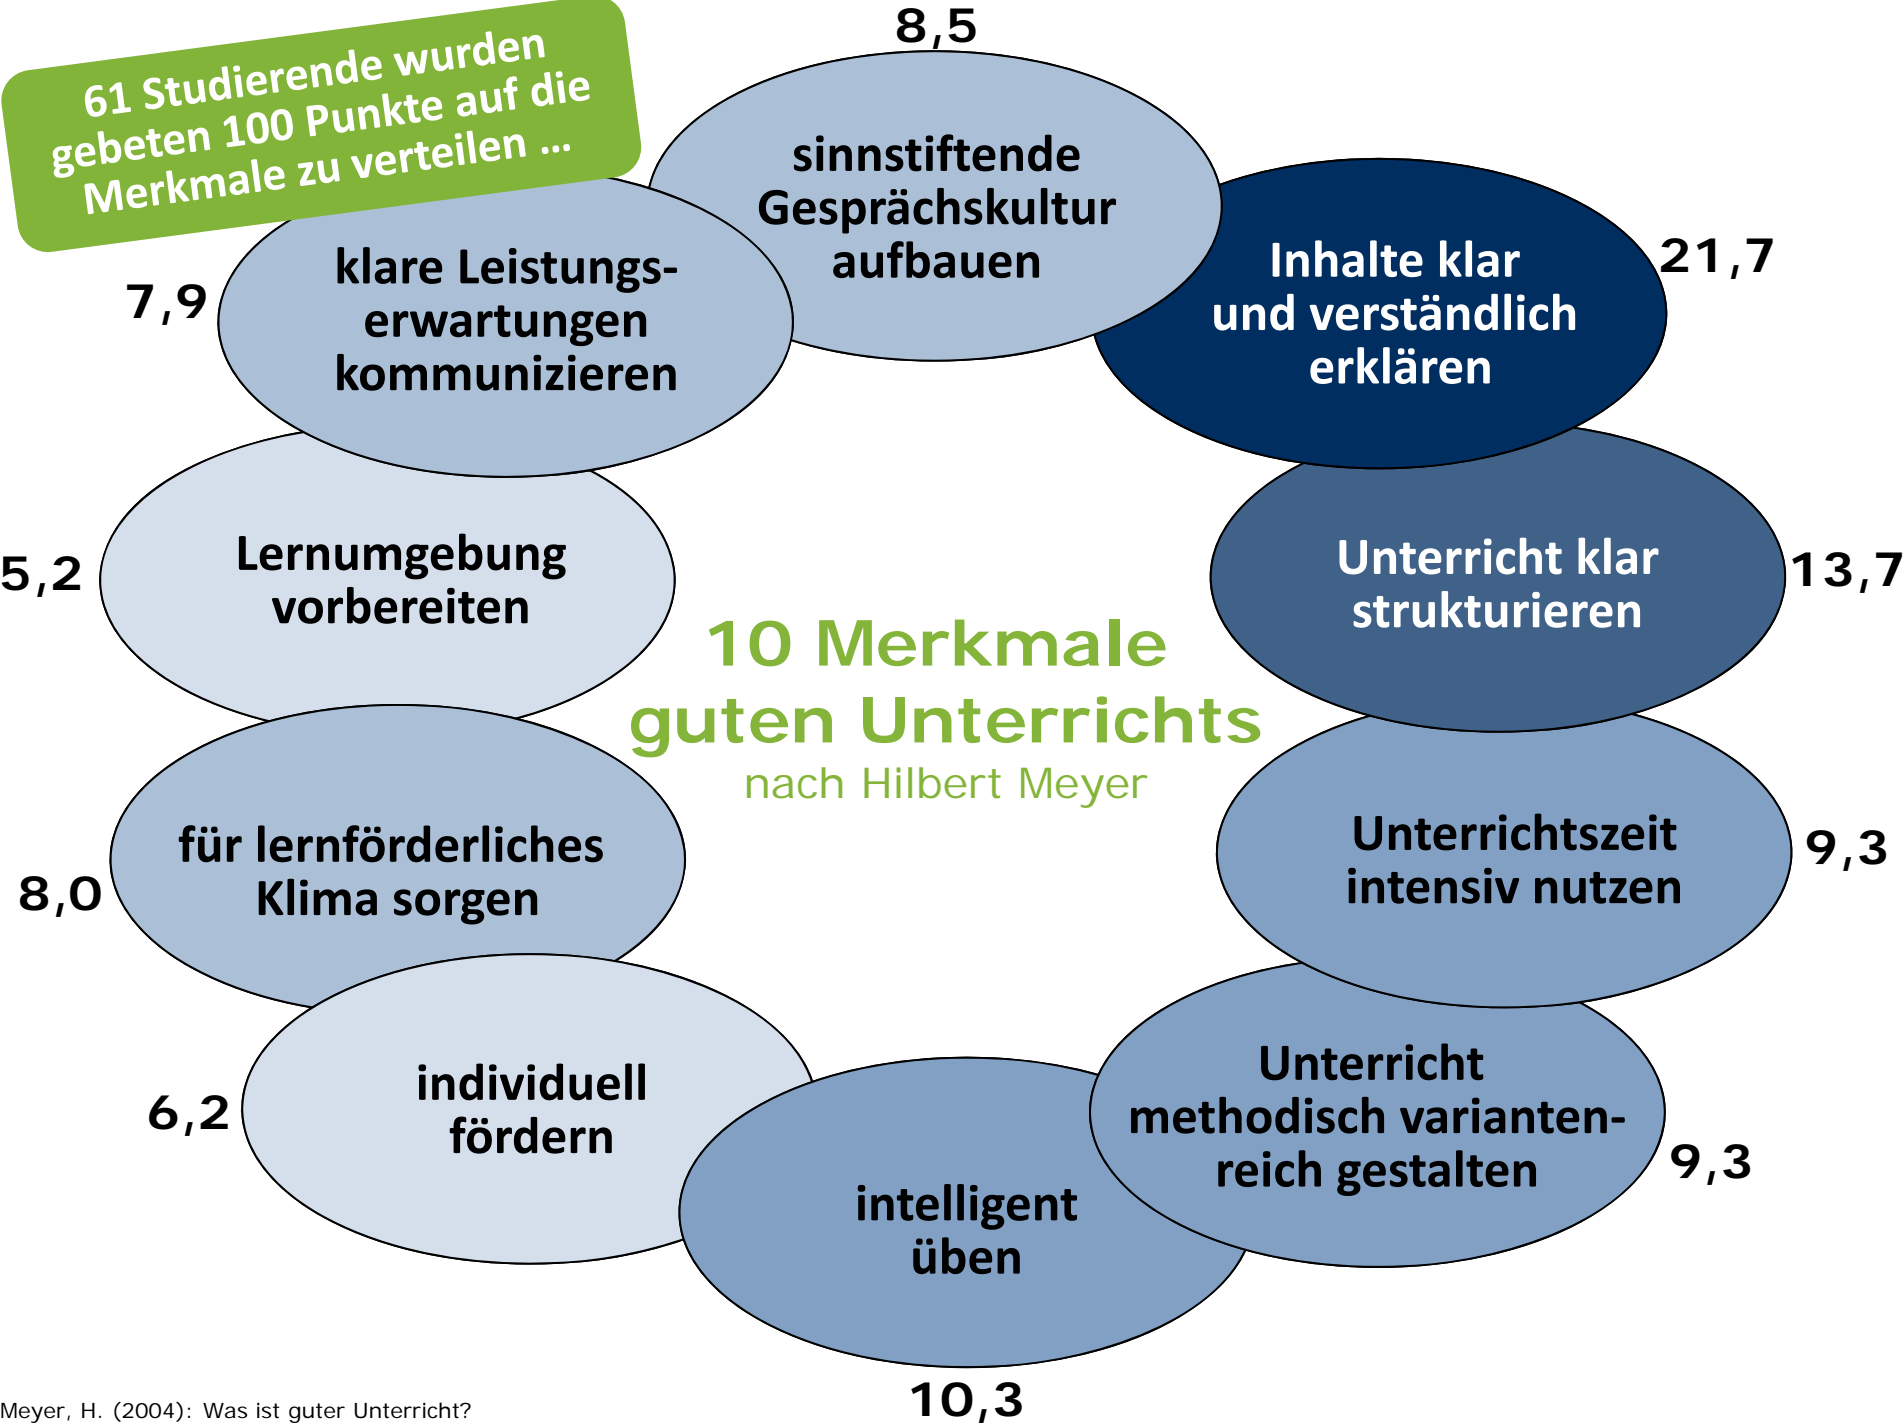 61 Studierende wurden
gebeten 100 Punkte auf die
Merkmale zu verteilen ...
8,5
sinnstiftende
Gesprächskultur
aufbauen
21,7
Inhalte klar
und verständlich
erklären
13,7
Unterricht klar
strukturieren
9,3
Unterrichtszeit
intensiv nutzen
9,3
Unterricht
methodisch varianten-
reich gestalten
10,3
intelligent
üben
6,2
individuell
fördern
8,0
für lernförderliches
Klima sorgen
5,2
Lernumgebung
vorbereiten
7,9
klare Leistungs-
erwartungen
kommunizieren
10 Merkmale
guten Unterrichts
nach Hilbert Meyer
Meyer, H. (2004): Was ist guter Unterricht?